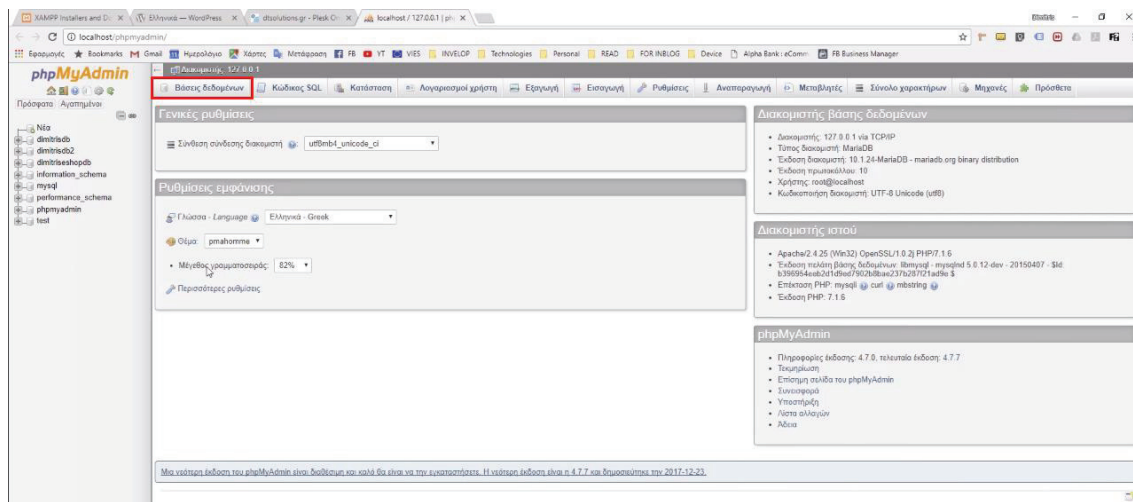 XAMPP Installers and Do
Ελληνικά — WordPress
dtsolutions.gr - Plesk On
localhost / 127.0.0.1 | ph
localhost/phpmyadmin/
Εφαρμογές Bookmarks Gmail Ημερολόγιο Χάρτες Μετάφραση FB YT VIES INVELOP Technologies Personal READ FOR INBLOG Device Alpha Bank : eComm FB Business Manager
phpMyAdmin
Πρόσφατα Αγαπημένα
Νέα
dimitrisdb
dimitrisdb2
dimitriseshopdb
information_schema
mysql
performance_schema
phpmyadmin
test
Διακομιστής: 127.0.0.1
Βάσεις δεδομένων Κώδικας SQL Κατάσταση Λογαριασμοί χρήστη Εξαγωγή Εισαγωγή Ρυθμίσεις Αναπαραγωγή Μεταβλητές Σύνολα χαρακτήρων Μηχανές Πρόσθετα
Γενικές ρυθμίσεις
Σύνθεση σύνδεσης διακομιστή utf8mb4_unicode_ci
Ρυθμίσεις εμφάνισης
Γλώσσα - Language Ελληνικά - Greek
Θέμα: pmahomme
Μέγεθος γραμματοσειράς: 82%
Περισσότερες ρυθμίσεις
Διακομιστής βάσης δεδομένων
Διακομιστής: 127.0.0.1 via TCP/IP
Τύπος διακομιστή: MariaDB
Έκδοση διακομιστή: 10.1.24-MariaDB - mariadb.org binary distribution
Έκδοση πρωτοκόλλου: 10
Χρήστης: root@localhost
Κωδικοποίηση διακομιστή: UTF-8 Unicode (utf8)
Διακομιστής ιστού
Apache/2.4.25 (Win32) OpenSSL/1.0.2j PHP/7.1.6
Έκδοση πελάτη βάσης δεδομένων: libmysql - mysqlnd 5.0.12-dev - 20150407 - $Id:
Επέκταση PHP: mysqli curl mbstring
Έκδοση PHP: 7.1.6
phpMyAdmin
Πληροφορίες έκδοσης: 4.7.0, τελευταία έκδοση: 4.7.7
Τεκμηρίωση
Επίσημη σελίδα του phpMyAdmin
Συνεισφορά
Υποστήριξη
Λίστα αλλαγών
Άδεια
Μια νεότερη έκδοση του phpMyAdmin είναι διαθέσιμη και καλό θα είναι να την εγκαταστήσετε. Η νεότερη έκδοση είναι η 4.7.7 και δημοσιεύτηκε την 2017-12-23.